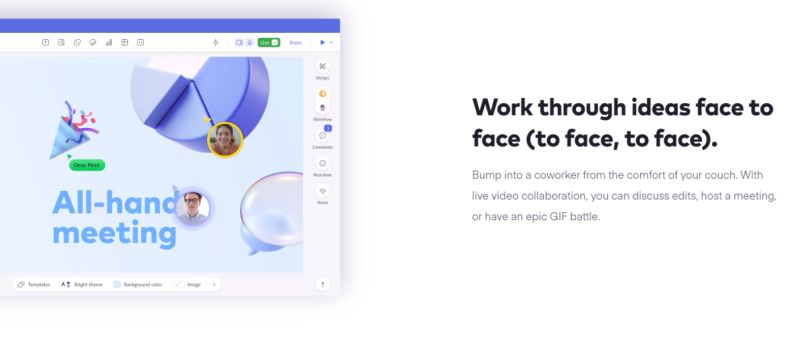 Live
Share
Design
Workflow
Comments
Reactions
Notes
All-hand
meeting
Templates
Bright theme
Background color
Image
?
Work through ideas face to
face (to face, to face).
Bump into a coworker from the comfort of your couch. With
live video collaboration, you can discuss edits, host a meeting,
or have an epic GIF battle.